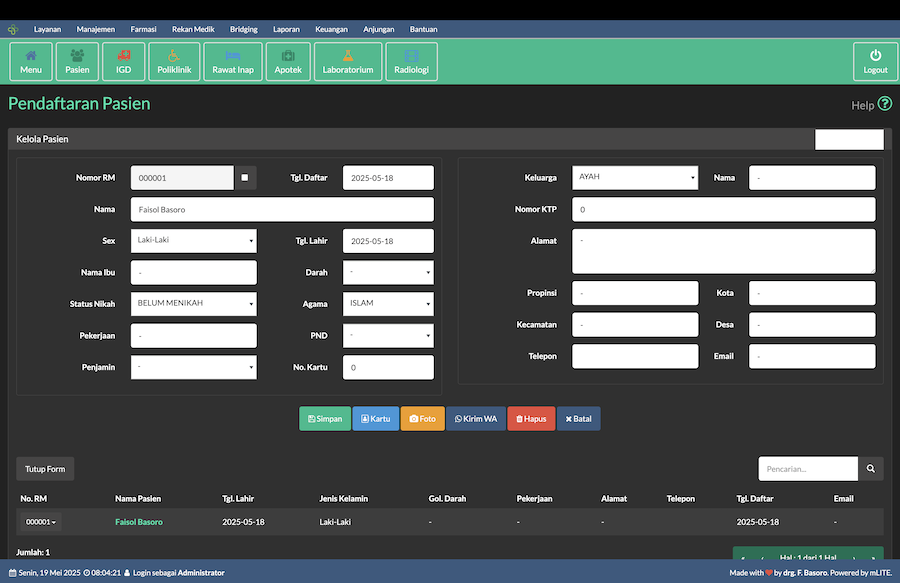 Layanan Manajemen Farmasi Rekan Medik Bridging Laporan Keuangan Anjungan Bantuan
Menu Pasien IGD Poliklinik Rawat Inap Apotek Laboratorium Radiologi Logout
Pendaftaran Pasien Help
Kelola Pasien
Nomor RM 000001 Tgl. Daftar 2025-05-18 Keluarga AYAH Nama -
Nama Faisol Basoro Nomor KTP 0
Sex Laki-Laki Tgl. Lahir 2025-05-18 Alamat -
Nama Ibu - Darah -
Status Nikah BELUM MENIKAH Agama ISLAM Propinsi - Kota -
Pekerjaan - PND - Kecamatan - Desa -
Penjamin - No. Kartu 0 Telepon Email -
Simpan Kartu Foto Kirim WA Hapus Batal
Tutup Form Pencarian...
No. RM Nama Pasien Tgl. Lahir Jenis Kelamin Gol. Darah Pekerjaan Alamat Telepon Tgl. Daftar Email
000001 Faisol Basoro 2025-05-18 Laki-Laki - - - 2025-05-18 -
Jumlah: 1 Hal : 1 dari 1 Hal
Senin, 19 Mei 2025 08:04:21 Login sebagai Administrator Made with ❤ by drg. F. Basoro. Powered by mLITE.